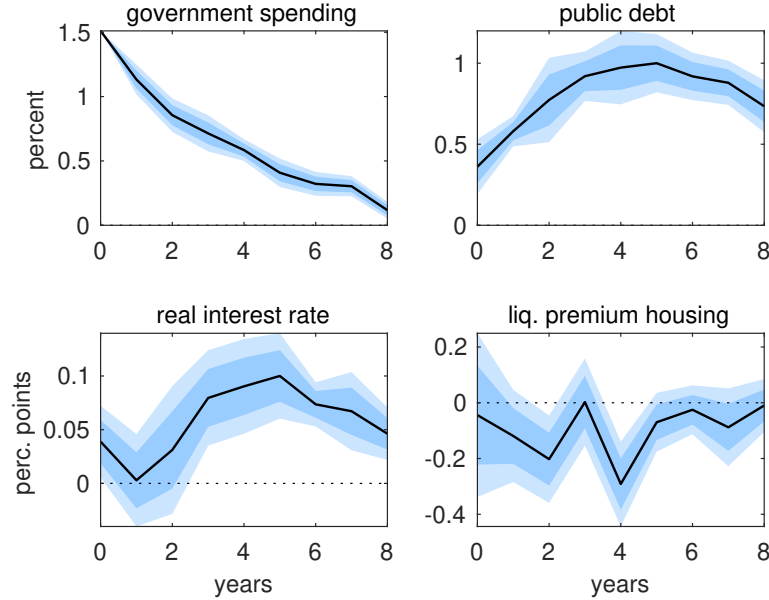 government spending
public debt
percent
1.5
1
0.5
0
0 2 4 6 8
1
0.5
0
0 2 4 6 8
real interest rate
liq. premium housing
perc. points
0.1
0.05
0
0 2 4 6 8
years
0.2
0
-0.2
-0.4
0 2 4 6 8
years